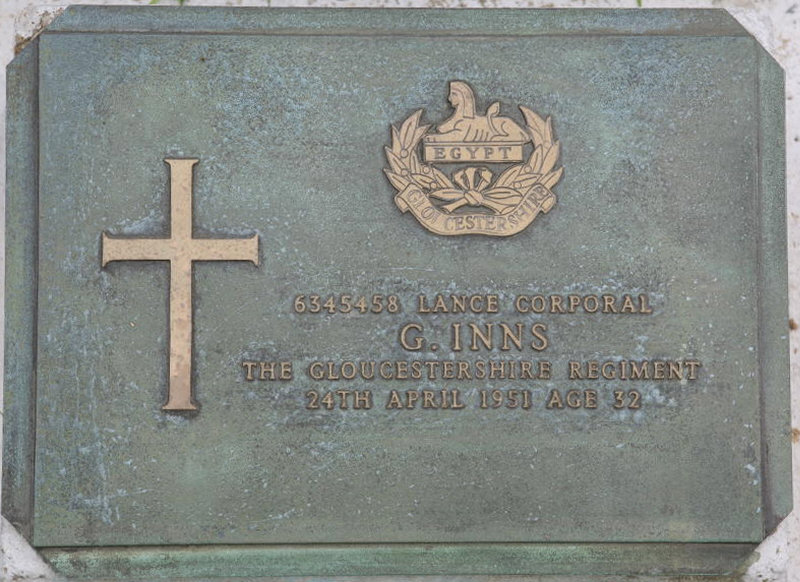 EGYPT
GLOUCESTERSHIRE
6345458 LANCE CORPORAL
G. INNS
THE GLOUCESTERSHIRE REGIMENT
24TH APRIL 1951 AGE 32